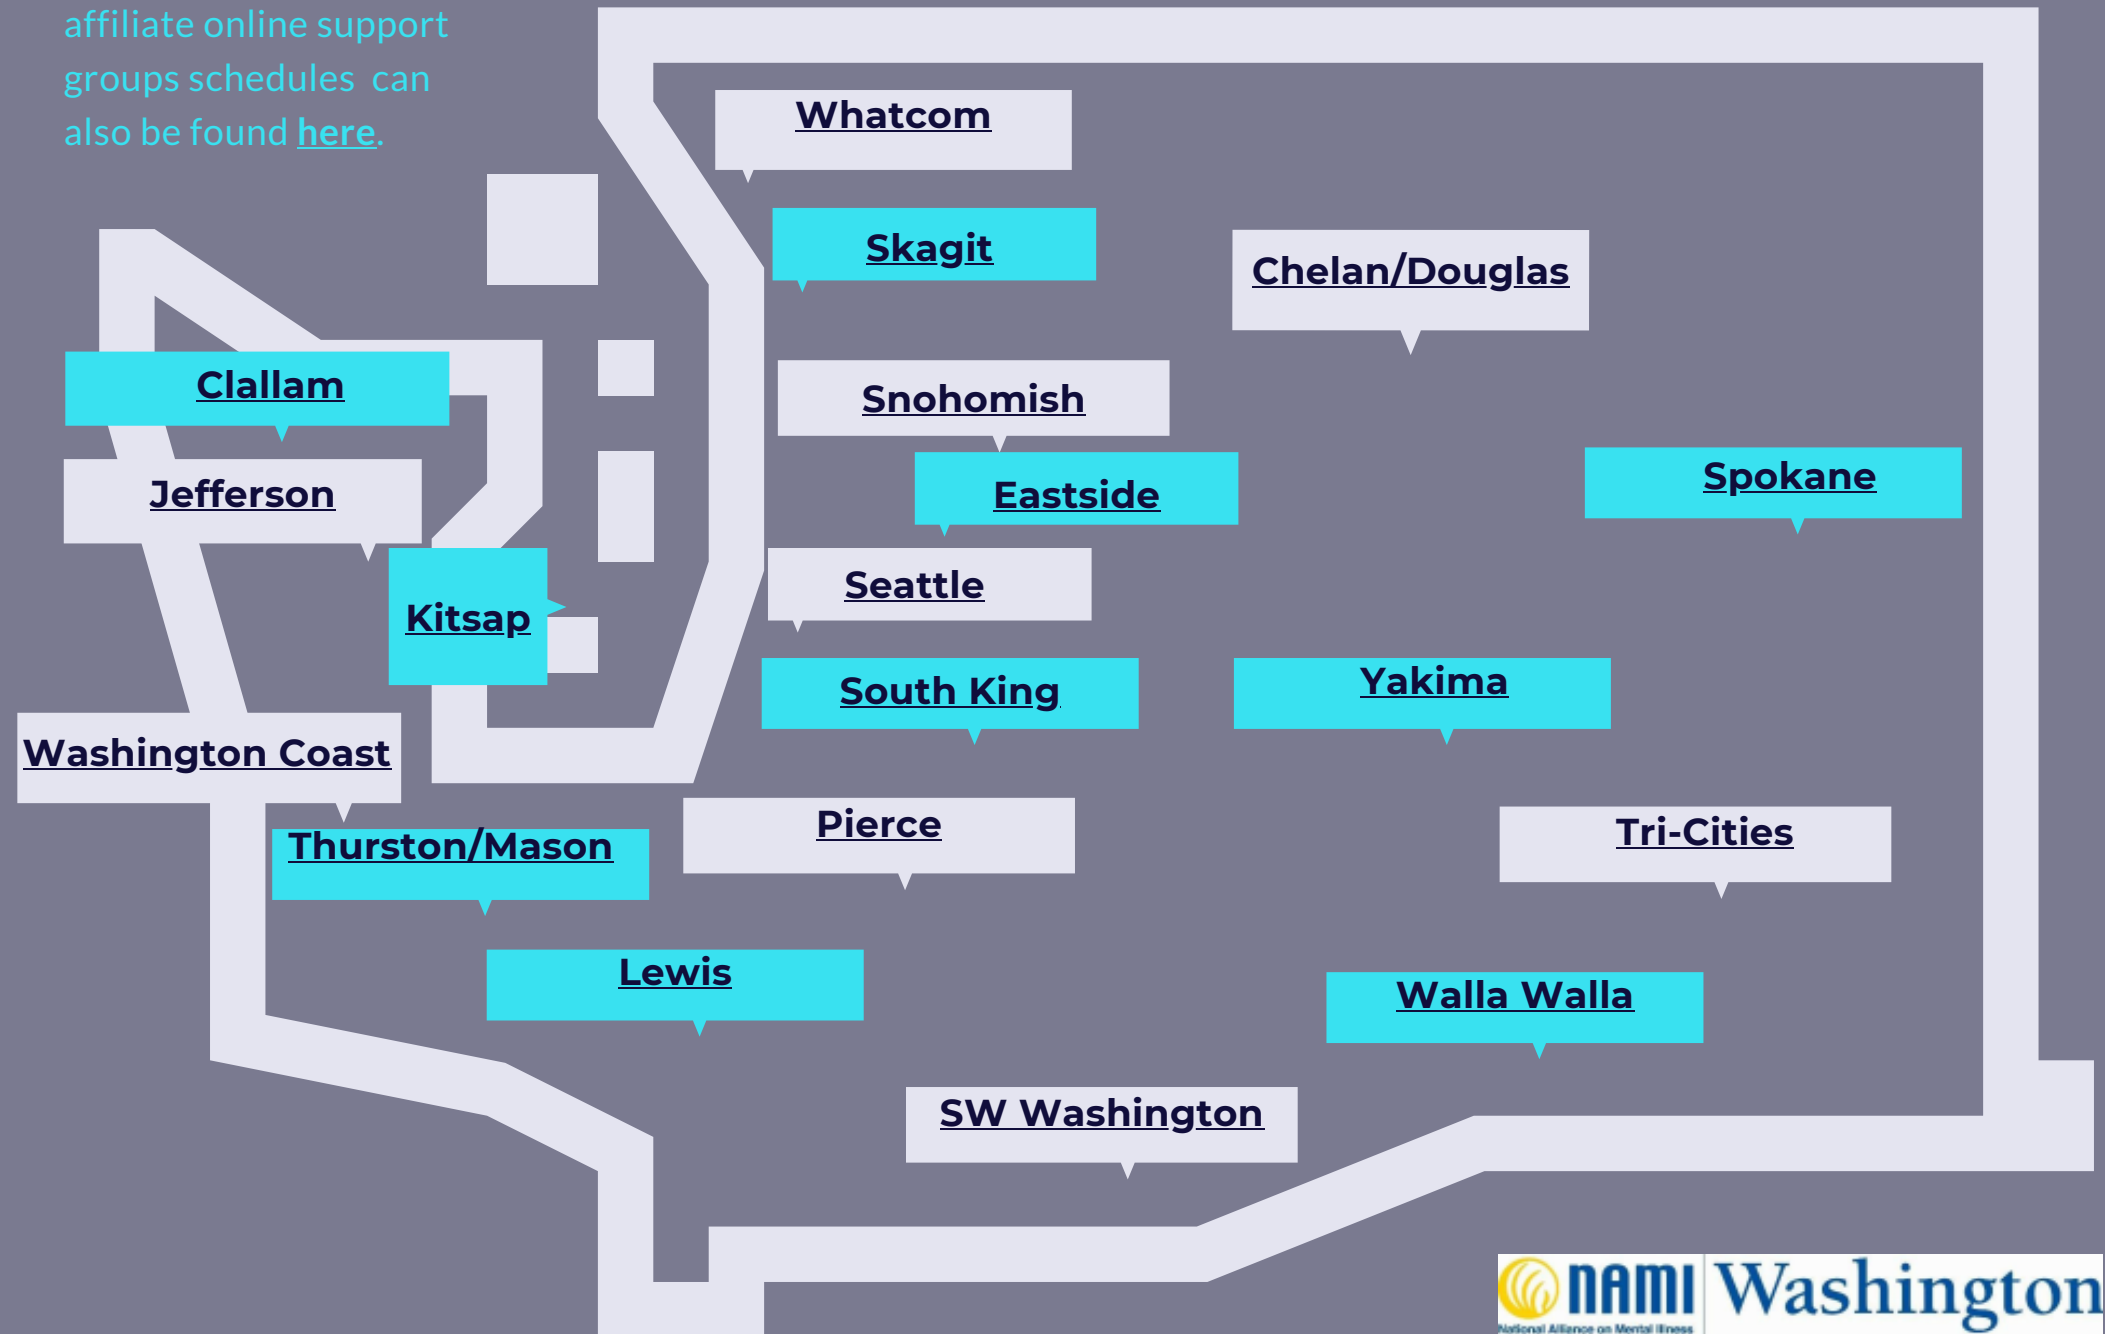 affiliate online support
groups schedules can
also be found here.
Whatcom
Skagit
Chelan/Douglas
Clallam
Snohomish
Jefferson
Eastside
Spokane
Kitsap
Seattle
South King
Yakima
Washington Coast
Thurston/Mason
Pierce
Tri-Cities
Lewis
Walla Walla
SW Washington
NAMI Washington
National Alliance on Mental Illness